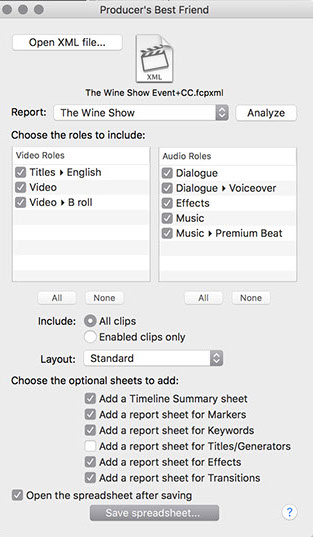 Producer's Best Friend
Open XML file...
XML
The Wine Show Event+CC.fcpxml
Report: The Wine Show Analyze
Choose the roles to include:
Video Roles
Titles ▸ English
Video
Video ▸ B roll
Audio Roles
Dialogue
Dialogue ▸ Voiceover
Effects
Music
Music ▸ Premium Beat
All None All None
Include: All clips
Enabled clips only
Layout: Standard
Choose the optional sheets to add:
Add a Timeline Summary sheet
Add a report sheet for Markers
Add a report sheet for Keywords
Add a report sheet for Titles/Generators
Add a report sheet for Effects
Add a report sheet for Transitions
Open the spreadsheet after saving
Save spreadsheet... ?